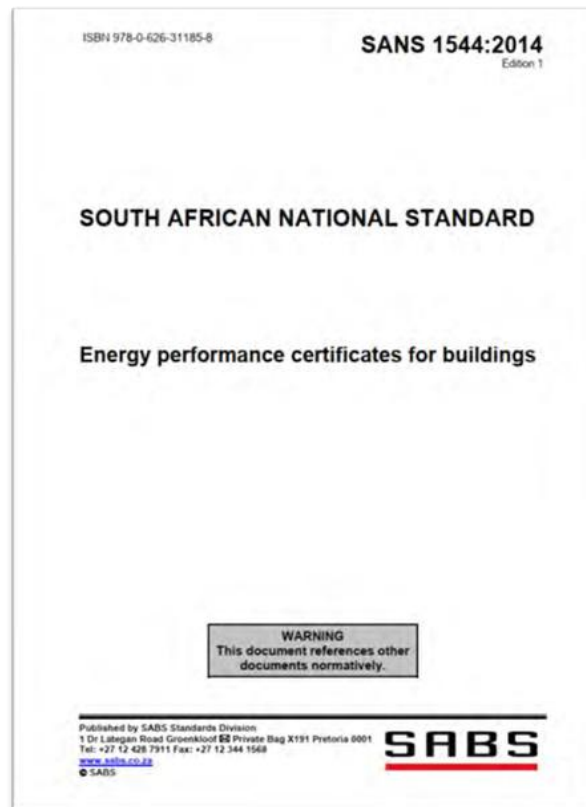 ISBN 978-0-626-31185-8
SANS 1544:2014
Edition 1
SOUTH AFRICAN NATIONAL STANDARD
Energy performance certificates for buildings
WARNING
This document references other
documents normatively.
Published by SABS Standards Division
1 Dr Lategan Road Groenkloof ✉ Private Bag X191 Pretoria 0001
Tel: +27 12 428 7911 Fax: +27 12 344 1568
www.sabs.co.za
© SABS
SABS